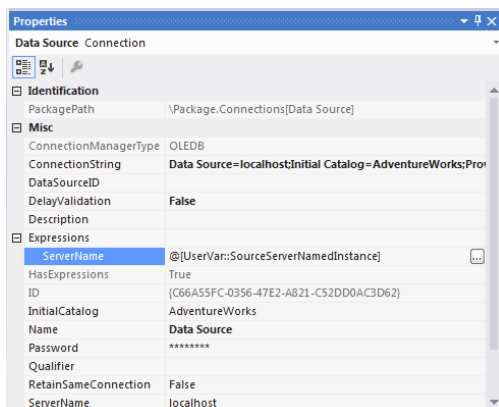 Properties
Data Source Connection
Identification
PackagePath \Package.Connections[Data Source]
Misc
ConnectionManagerType OLEDB
ConnectionString Data Source=localhost;Initial Catalog=AdventureWorks;Prov
DataSourceID
DelayValidation False
Description
Expressions
ServerName @[UserVar::SourceServerNamedInstance] ...
HasExpressions True
ID {C66A55FC-0356-47E2-A821-C52DD0AC3D62}
InitialCatalog AdventureWorks
Name Data Source
Password ********
Qualifier
RetainSameConnection False
ServerName localhost